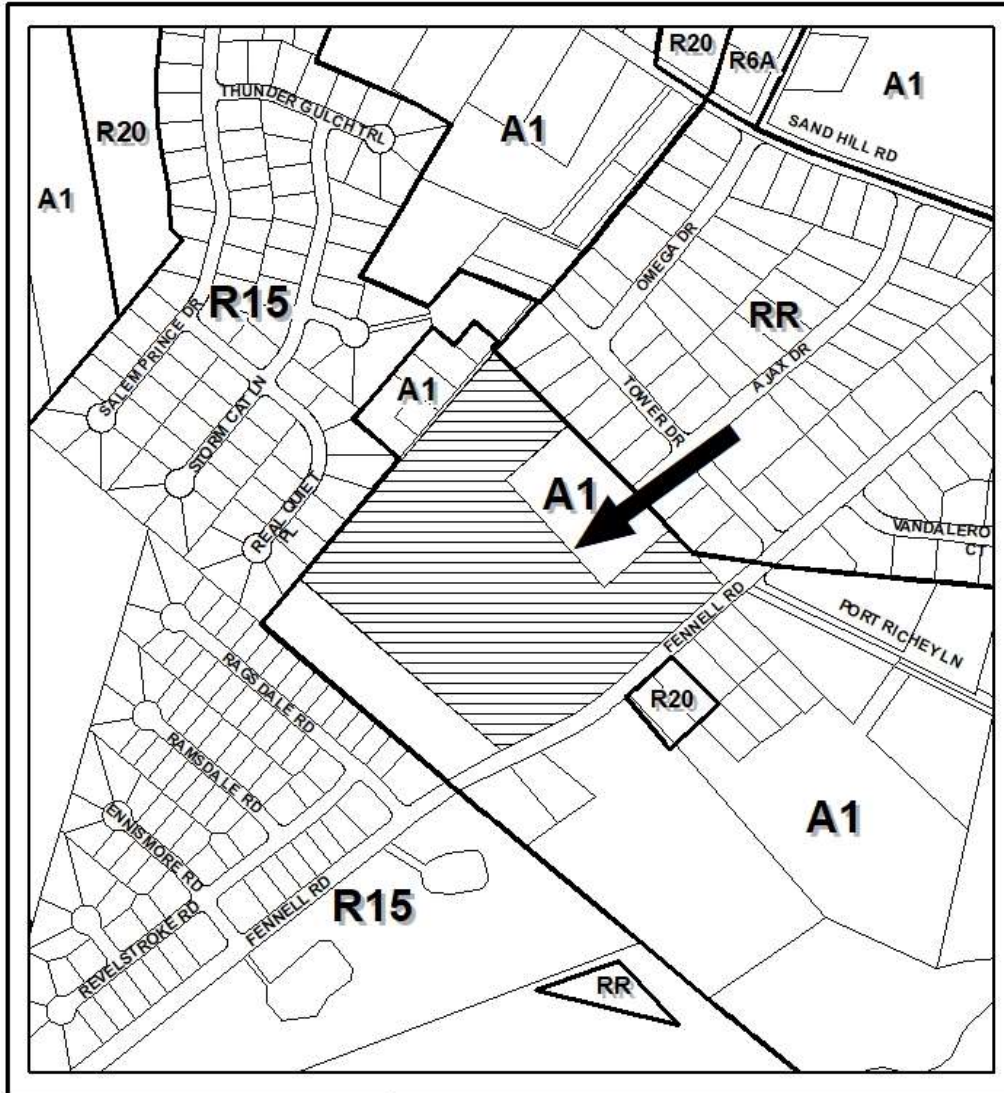 R20
R6A
A1
SAND HILL RD
THUNDER GULCH TRL
R20
A1
A1
OMEGA DR
R15
RR
SALEM PRINCE DR
AJAX DR
STORM CAT LN
A1
TOWER DR
REAL QUIET
PL
A1
VANDALERO
CT
FENNELL RD
PORT RICHEY LN
RAGSDALE RD
R20
RAMSDALE RD
ENNISMORE RD
A1
REVELSTROKE RD
FENNELL RD
R15
RR